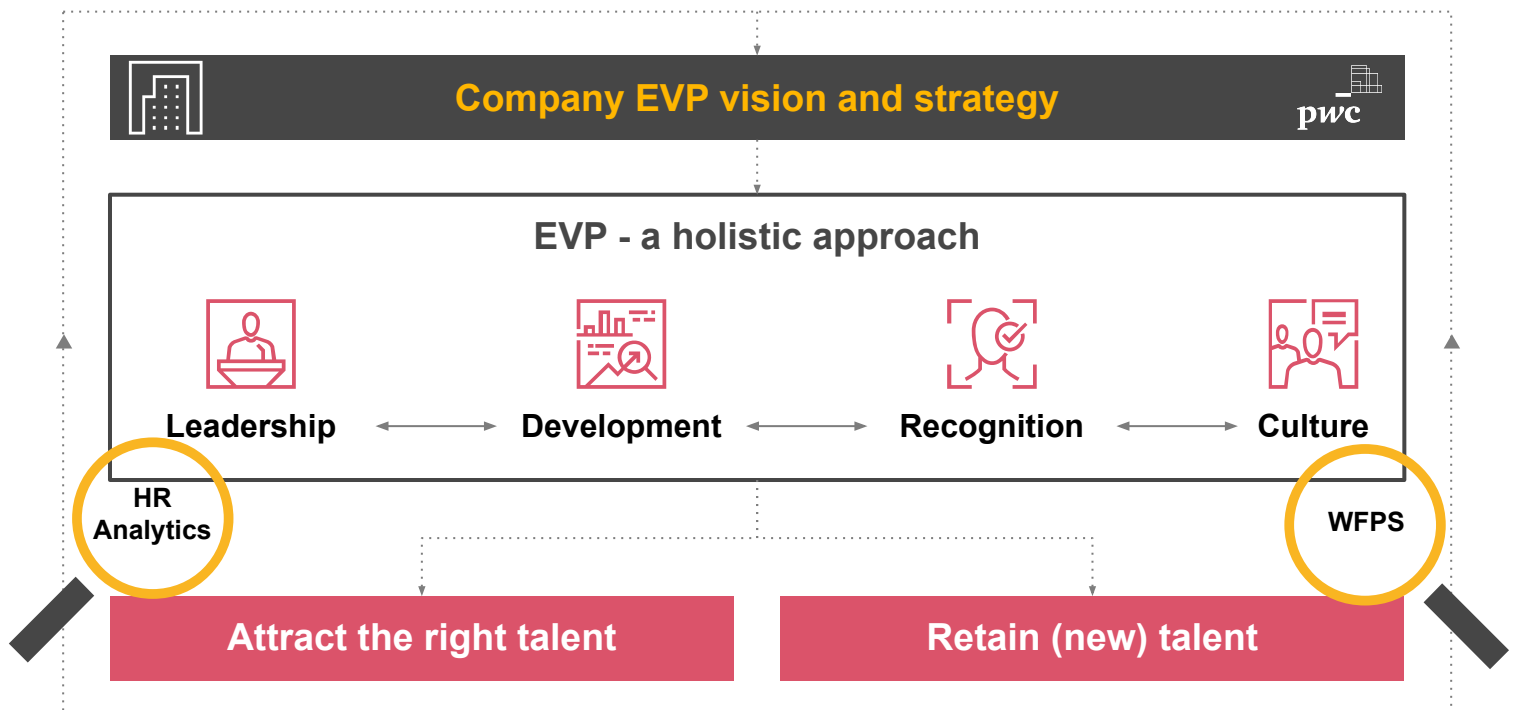 Company EVP vision and strategy
pwc
EVP - a holistic approach
Leadership
Development
Recognition
Culture
HR
Analytics
WFPS
Attract the right talent
Retain (new) talent